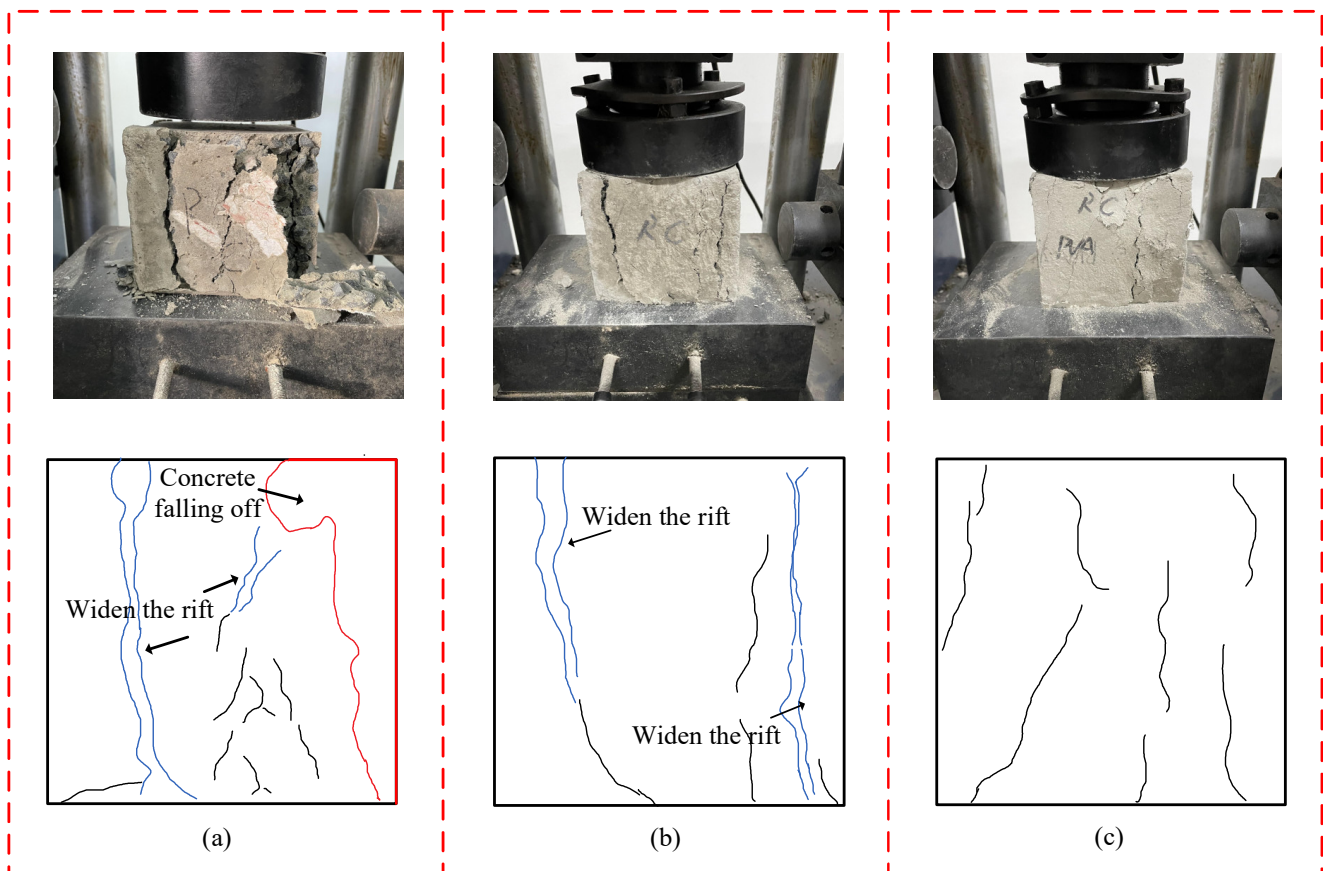 P
RC
RC
PVA
Concrete
falling off
Widen the rift
Widen the rift
Widen the rift
(a)
(b)
(c)